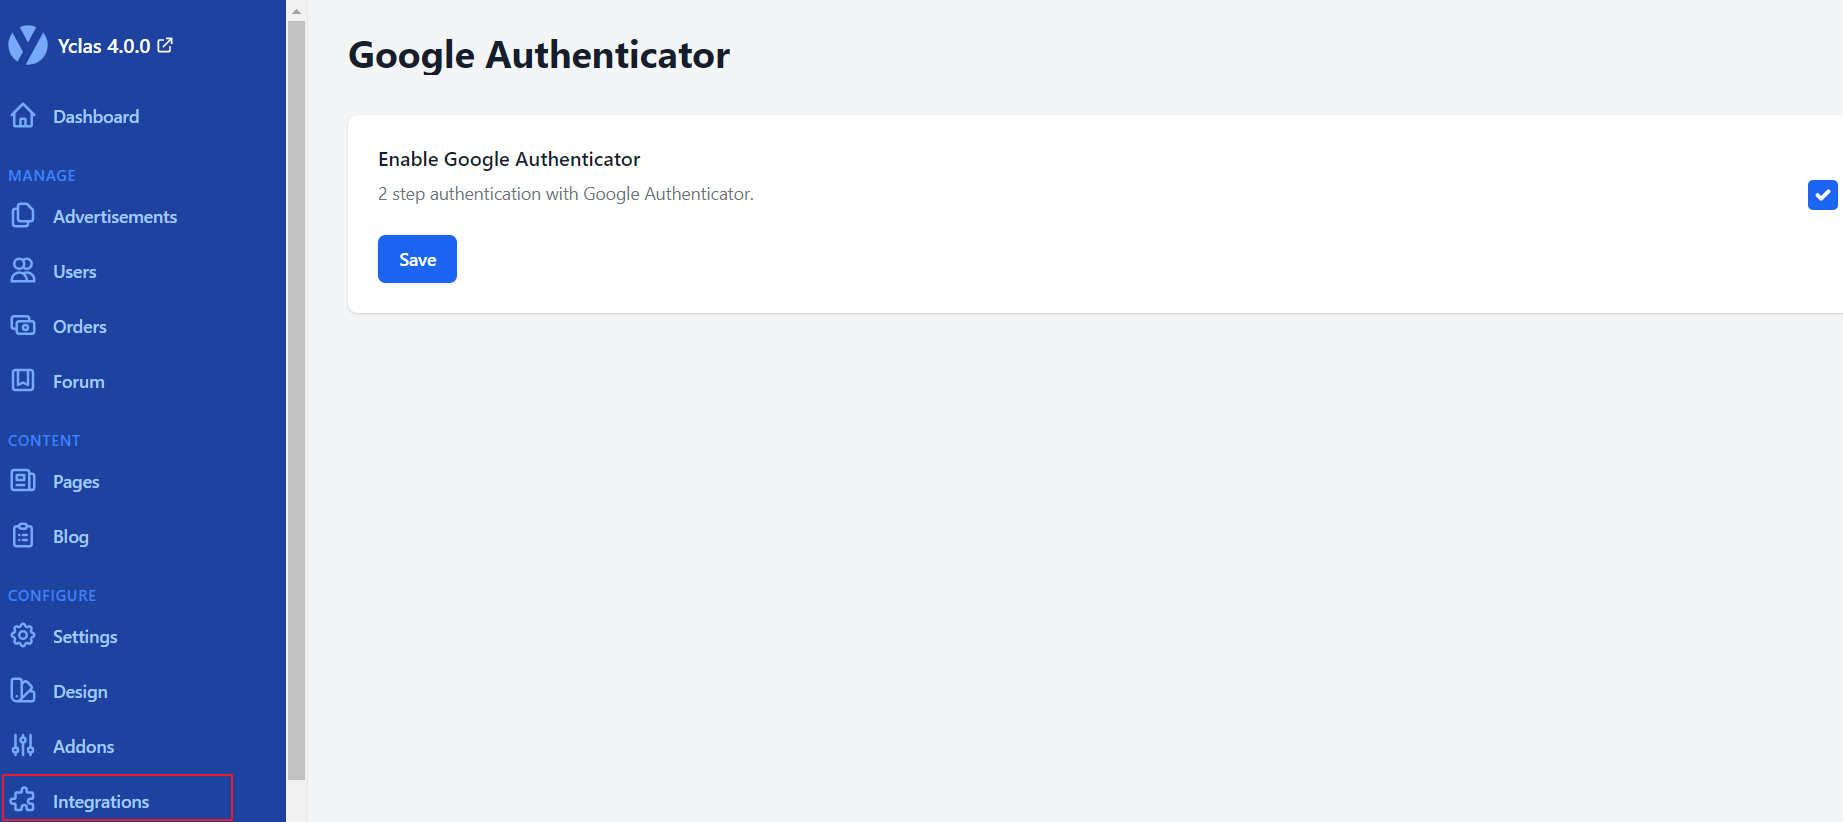 Yclas 4.0.0
Dashboard
MANAGE
Advertisements
Users
Orders
Forum
CONTENT
Pages
Blog
CONFIGURE
Settings
Design
Addons
Integrations
Google Authenticator
Enable Google Authenticator
2 step authentication with Google Authenticator.
Save